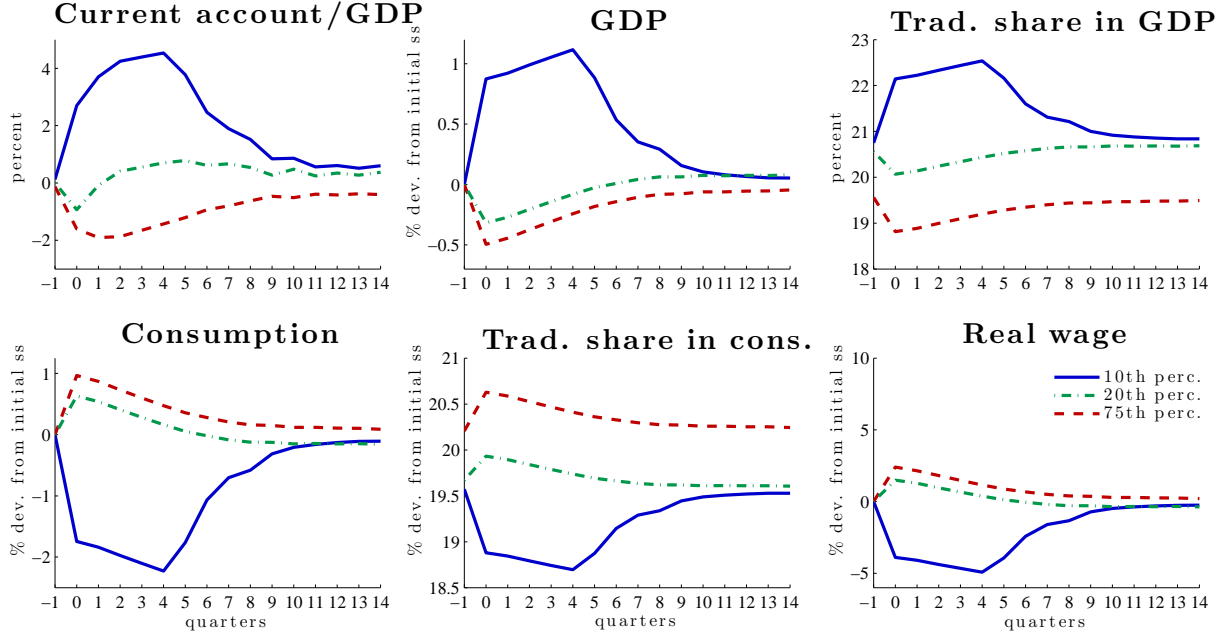 Current account/GDP
GDP
Trad. share in GDP
percent
4
2
0
−2
−1 0 1 2 3 4 5 6 7 8 9 10 11 12 13 14
% dev. from initial ss
1
0.5
0
−0.5
−1 0 1 2 3 4 5 6 7 8 9 10 11 12 13 14
percent
23
22
21
20
19
18
−1 0 1 2 3 4 5 6 7 8 9 10 11 12 13 14
Consumption
Trad. share in cons.
Real wage
% dev. from initial ss
1
0
−1
−2
−1 0 1 2 3 4 5 6 7 8 9 10 11 12 13 14
quarters
% dev. from initial ss
21
20.5
20
19.5
19
18.5
−1 0 1 2 3 4 5 6 7 8 9 10 11 12 13 14
quarters
% dev. from initial ss
10
5
0
−5
10th perc.
20th perc.
75th perc.
−1 0 1 2 3 4 5 6 7 8 9 10 11 12 13 14
quarters